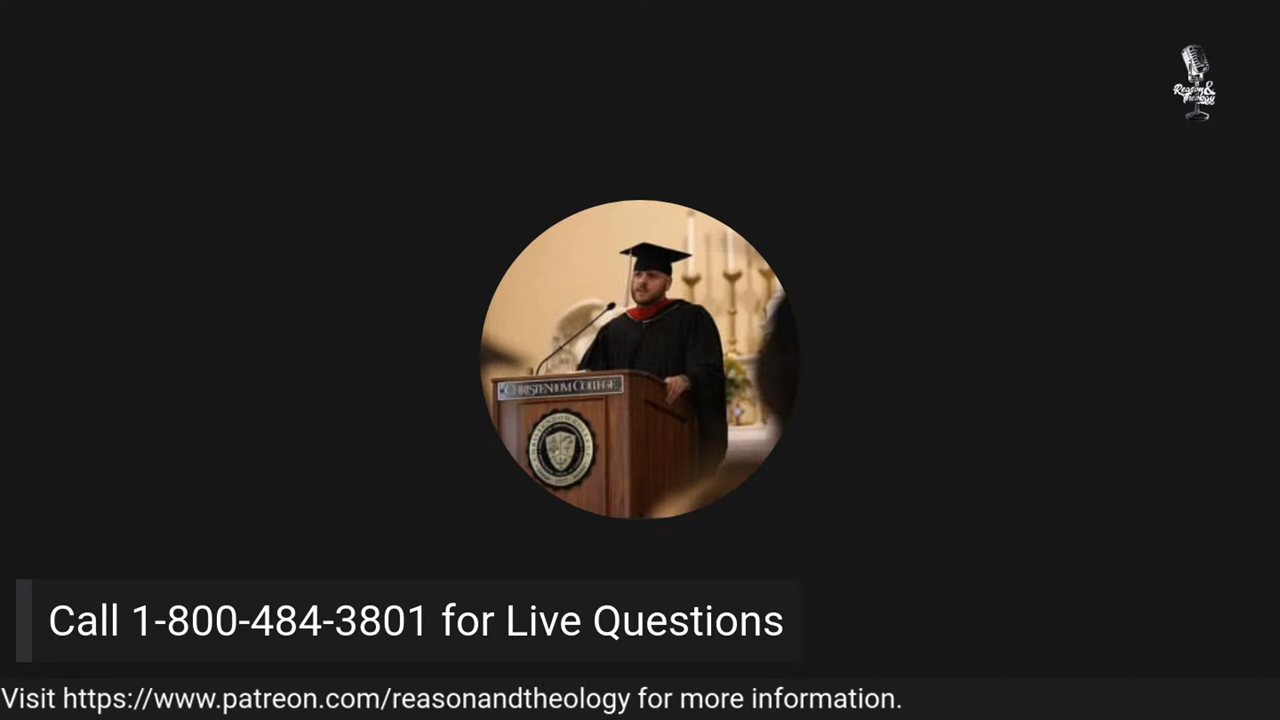 Reason &
Theology
CHRISTENDOM COLLEGE
Call 1-800-484-3801 for Live Questions
Visit https://www.patreon.com/reasonandtheology for more information.